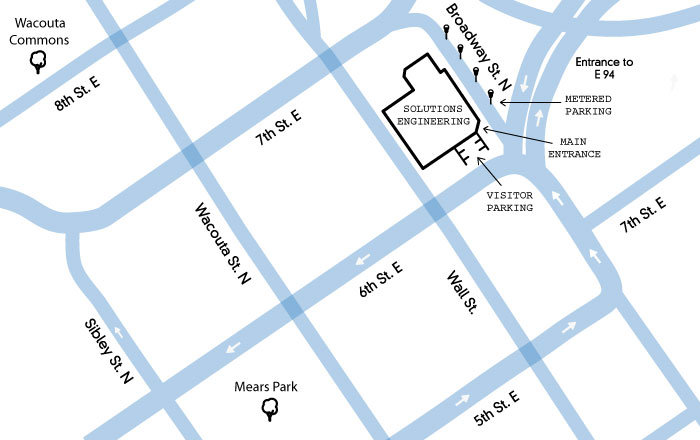 Wacouta
Commons
Broadway St. N
8th St. E
Entrance to
E 94
SOLUTIONS
ENGINEERING
METERED
PARKING
7th St. E
MAIN
ENTRANCE
VISITOR
PARKING
7th St. E
Wacouta St. N
6th St. E
Wall St.
Sibley St. N
Mears Park
5th St. E